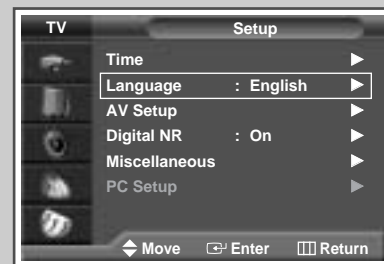 TV Setup
Time
Language : English
AV Setup
Digital NR : On
Miscellaneous
PC Setup
Move Enter Return